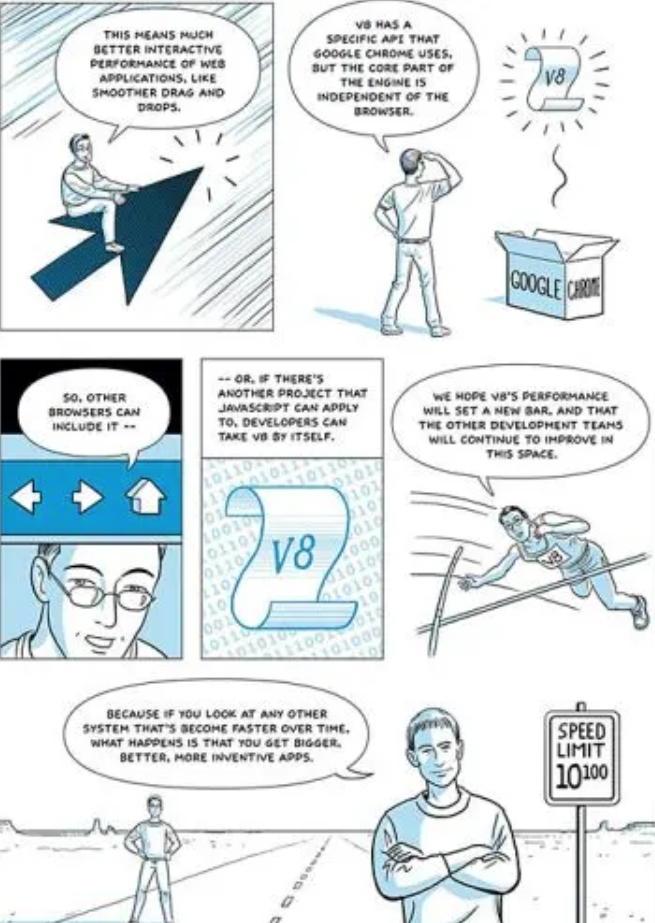 THIS MEANS MUCH
BETTER INTERACTIVE
PERFORMANCE OF WEB
APPLICATIONS, LIKE
SMOOTHER DRAG AND
DROPS.
V8 HAS A
SPECIFIC API THAT
GOOGLE CHROME USES,
BUT THE CORE PART OF
THE ENGINE IS
INDEPENDENT OF THE
BROWSER.
V8
GOOGLE CHROME
SO, OTHER
BROWSERS CAN
INCLUDE IT --
-- OR, IF THERE'S
ANOTHER PROJECT THAT
JAVASCRIPT CAN APPLY
TO, DEVELOPERS CAN
TAKE V8 BY ITSELF.
V8
WE HOPE V8'S PERFORMANCE
WILL SET A NEW BAR, AND THAT
THE OTHER DEVELOPMENT TEAMS
WILL CONTINUE TO IMPROVE IN
THIS SPACE.
V8
BECAUSE IF YOU LOOK AT ANY OTHER
SYSTEM THAT'S BECOME FASTER OVER TIME,
WHAT HAPPENS IS THAT YOU GET BIGGER,
BETTER, MORE INVENTIVE APPS.
SPEED
LIMIT
10¹⁰⁰